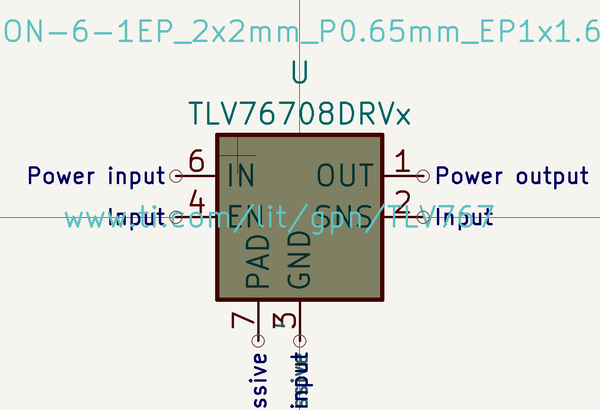 ON-6-1EP_2x2mm_P0.65mm_EP1x1.6
U
TLV76708DRVx
Power input 6 IN OUT 1 Power output
Input 4 EN SNS 2 Input
www.ti.com/lit/gpn/TLV767
PAD GND
7
ssive input